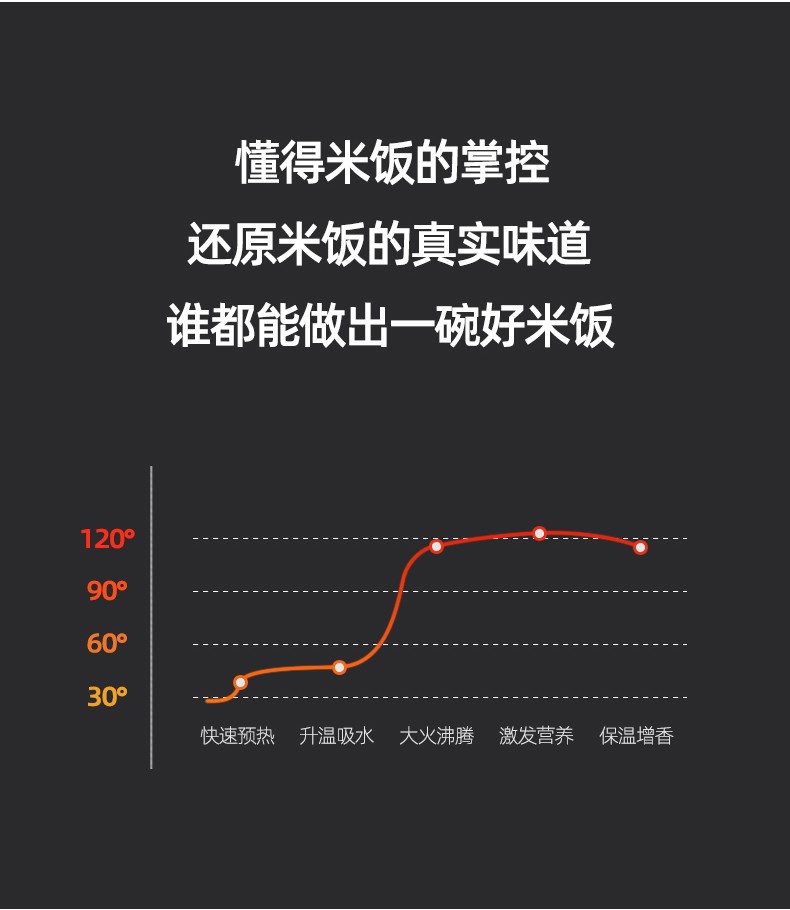 懂得米饭的掌控
还原米饭的真实味道
谁都能做出一碗好米饭
120°
90°
60°
30°
快速预热 升温吸水 大火沸腾 激发营养 保温增香